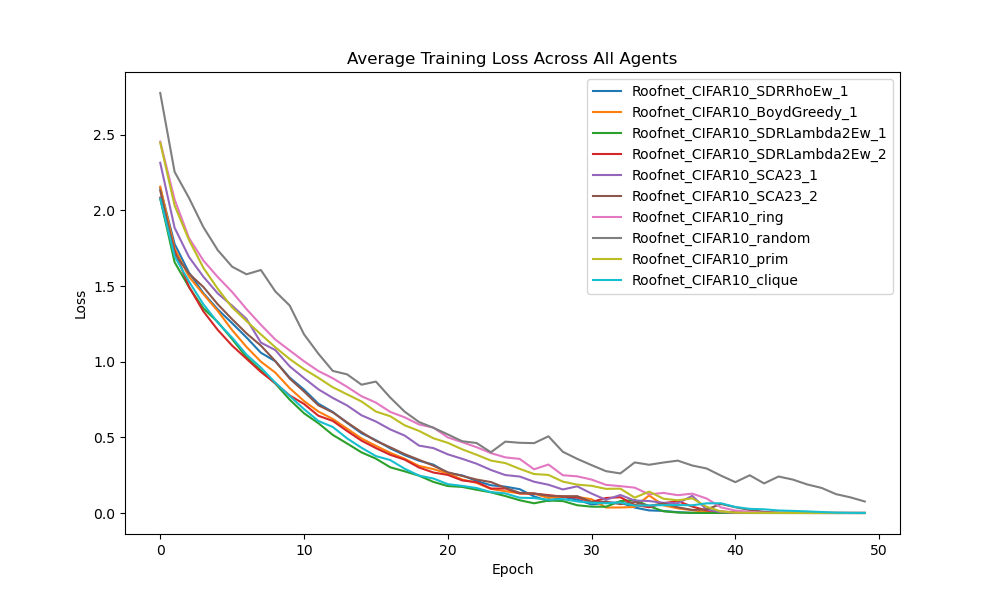 Average Training Loss Across All Agents
Roofnet_CIFAR10_SDRRhoEw_1
Roofnet_CIFAR10_BoydGreedy_1
Roofnet_CIFAR10_SDRLambda2Ew_1
Roofnet_CIFAR10_SDRLambda2Ew_2
Roofnet_CIFAR10_SCA23_1
Roofnet_CIFAR10_SCA23_2
Roofnet_CIFAR10_ring
Roofnet_CIFAR10_random
Roofnet_CIFAR10_prim
Roofnet_CIFAR10_clique
Loss
2.5
2.0
1.5
1.0
0.5
0.0
0 10 20 30 40 50
Epoch